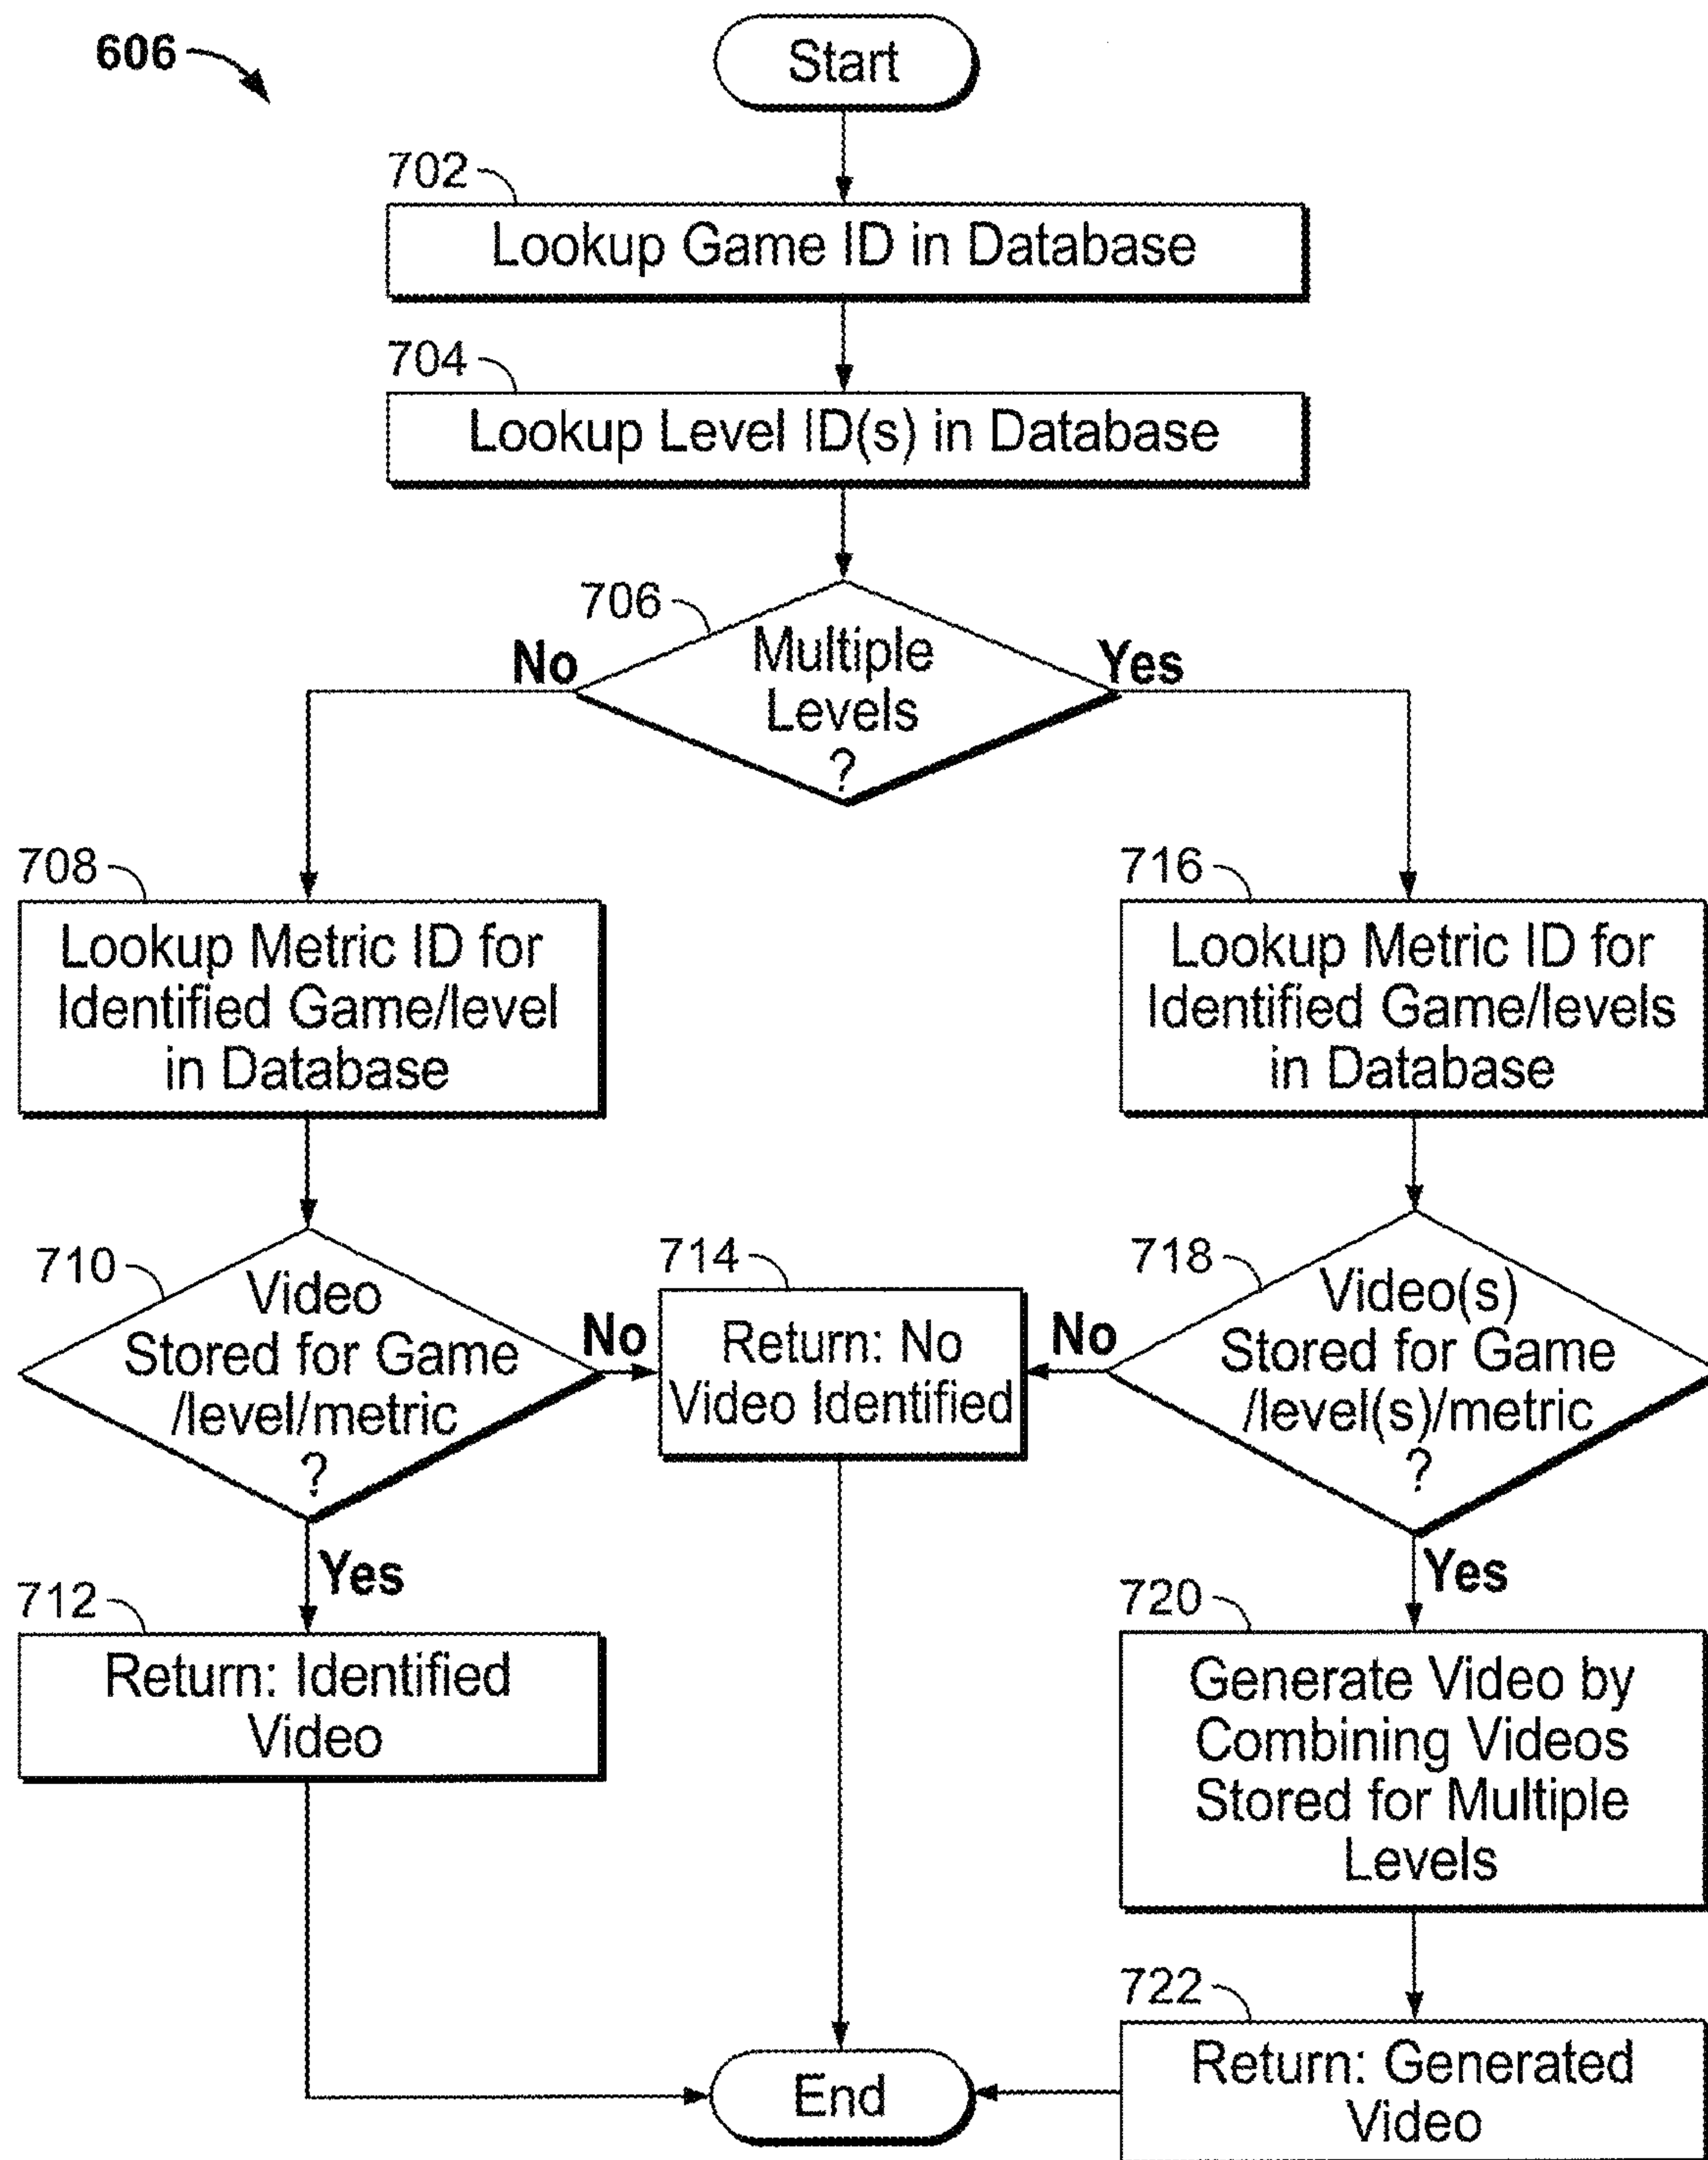 606
Start
702
Lookup Game ID in Database
704
Lookup Level ID(s) in Database
706
Multiple
Levels
?
No
Yes
708
Lookup Metric ID for
Identified Game/level
in Database
716
Lookup Metric ID for
Identified Game/levels
in Database
710
Video
Stored for Game
/level/metric
?
No
714
Return: No
Video Identified
No
718
Video(s)
Stored for Game
/level(s)/metric
?
Yes
712
Return: Identified
Video
Yes
720
Generate Video by
Combining Videos
Stored for Multiple
Levels
722
Return: Generated
Video
End